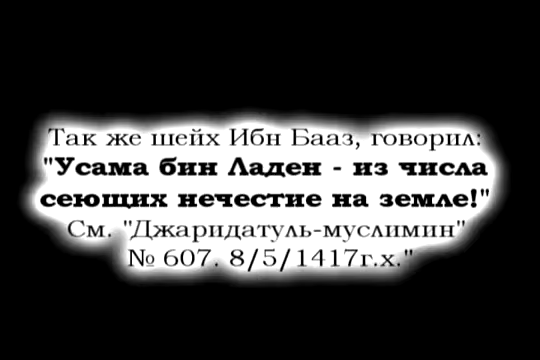 Так же шейх Ибн Бааз, говорил:
"Усама бин Ладен - из числа
сеющих нечестие на земле!"
См. "Джаридатуль-муслимин"
№ 607. 8/5/1417г.х."